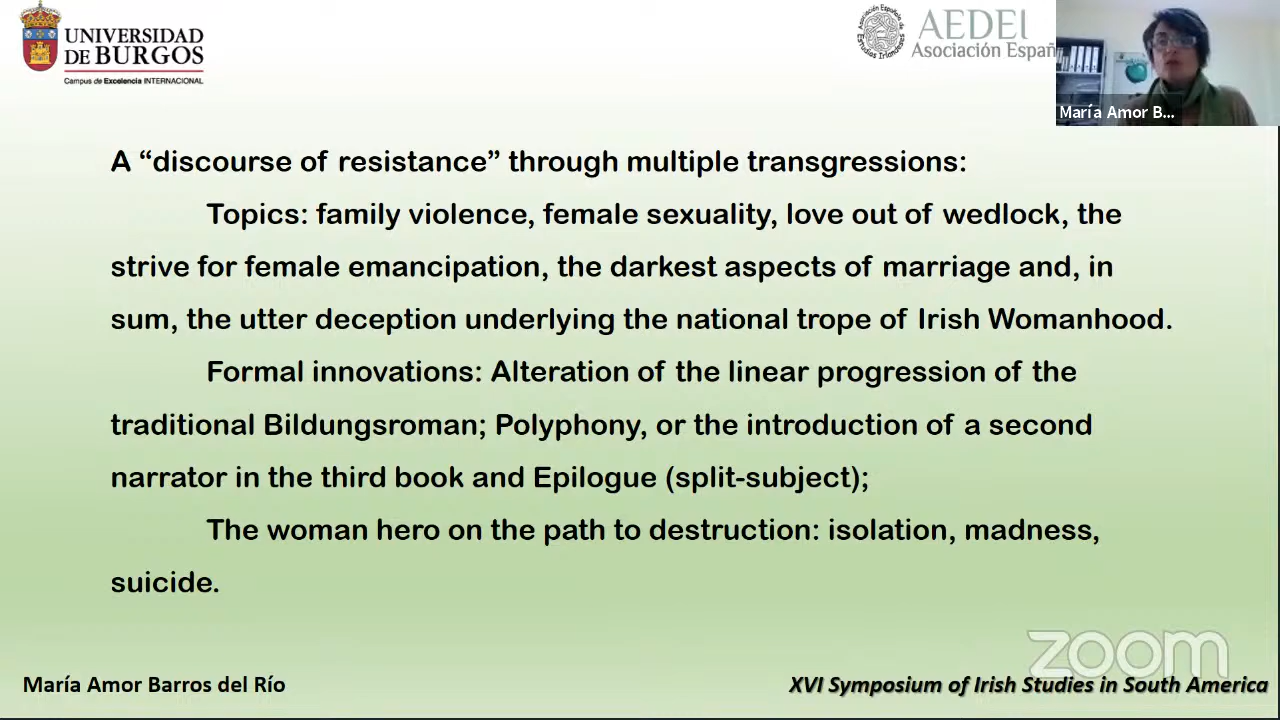 UNIVERSIDAD
DE BURGOS
Campus de Excelencia INTERNACIONAL
AEDEI
Asociación Españ
María Amor B...
A “discourse of resistance” through multiple transgressions:
Topics: family violence, female sexuality, love out of wedlock, the
strive for female emancipation, the darkest aspects of marriage and, in
sum, the utter deception underlying the national trope of Irish Womanhood.
Formal innovations: Alteration of the linear progression of the
traditional Bildungsroman; Polyphony, or the introduction of a second
narrator in the third book and Epilogue (split-subject);
The woman hero on the path to destruction: isolation, madness,
suicide.
zoom
María Amor Barros del Río
XVI Symposium of Irish Studies in South America